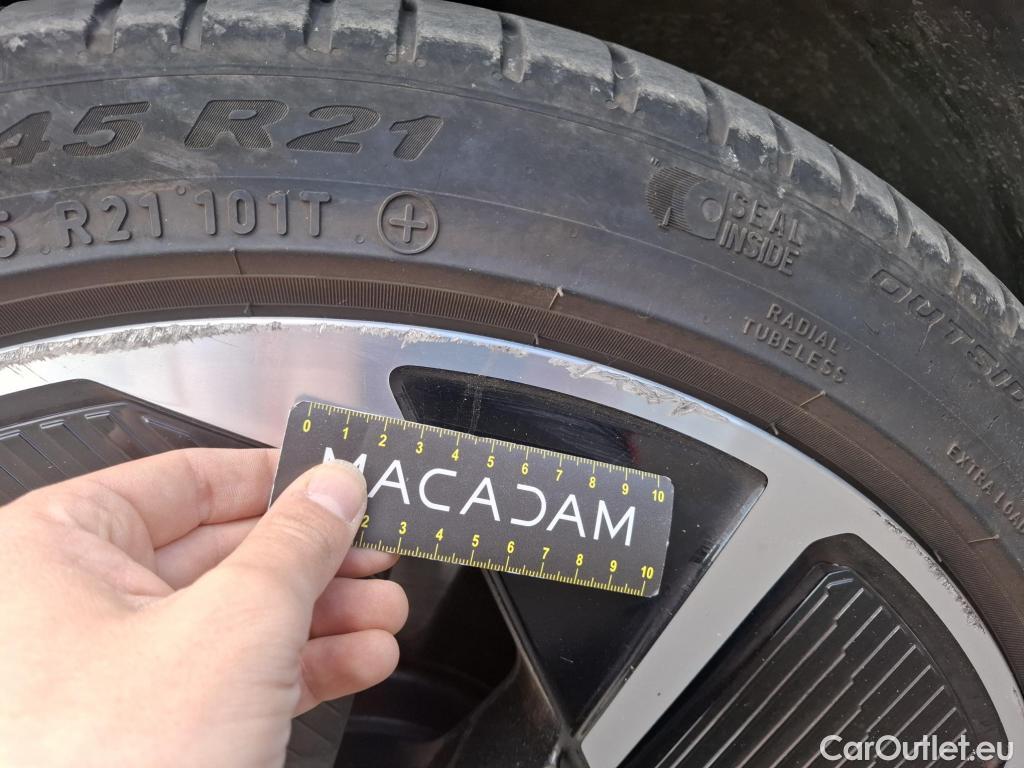 45 R21
5 R21 101T
SEAL
INSIDE
RADIAL
TUBELESS
EXTRA LOAD
0 1 2 3 4 5 6 7 8 9 10
MACADAM
2 3 4 5 6 7 8 9 10
CarOutlet.eu